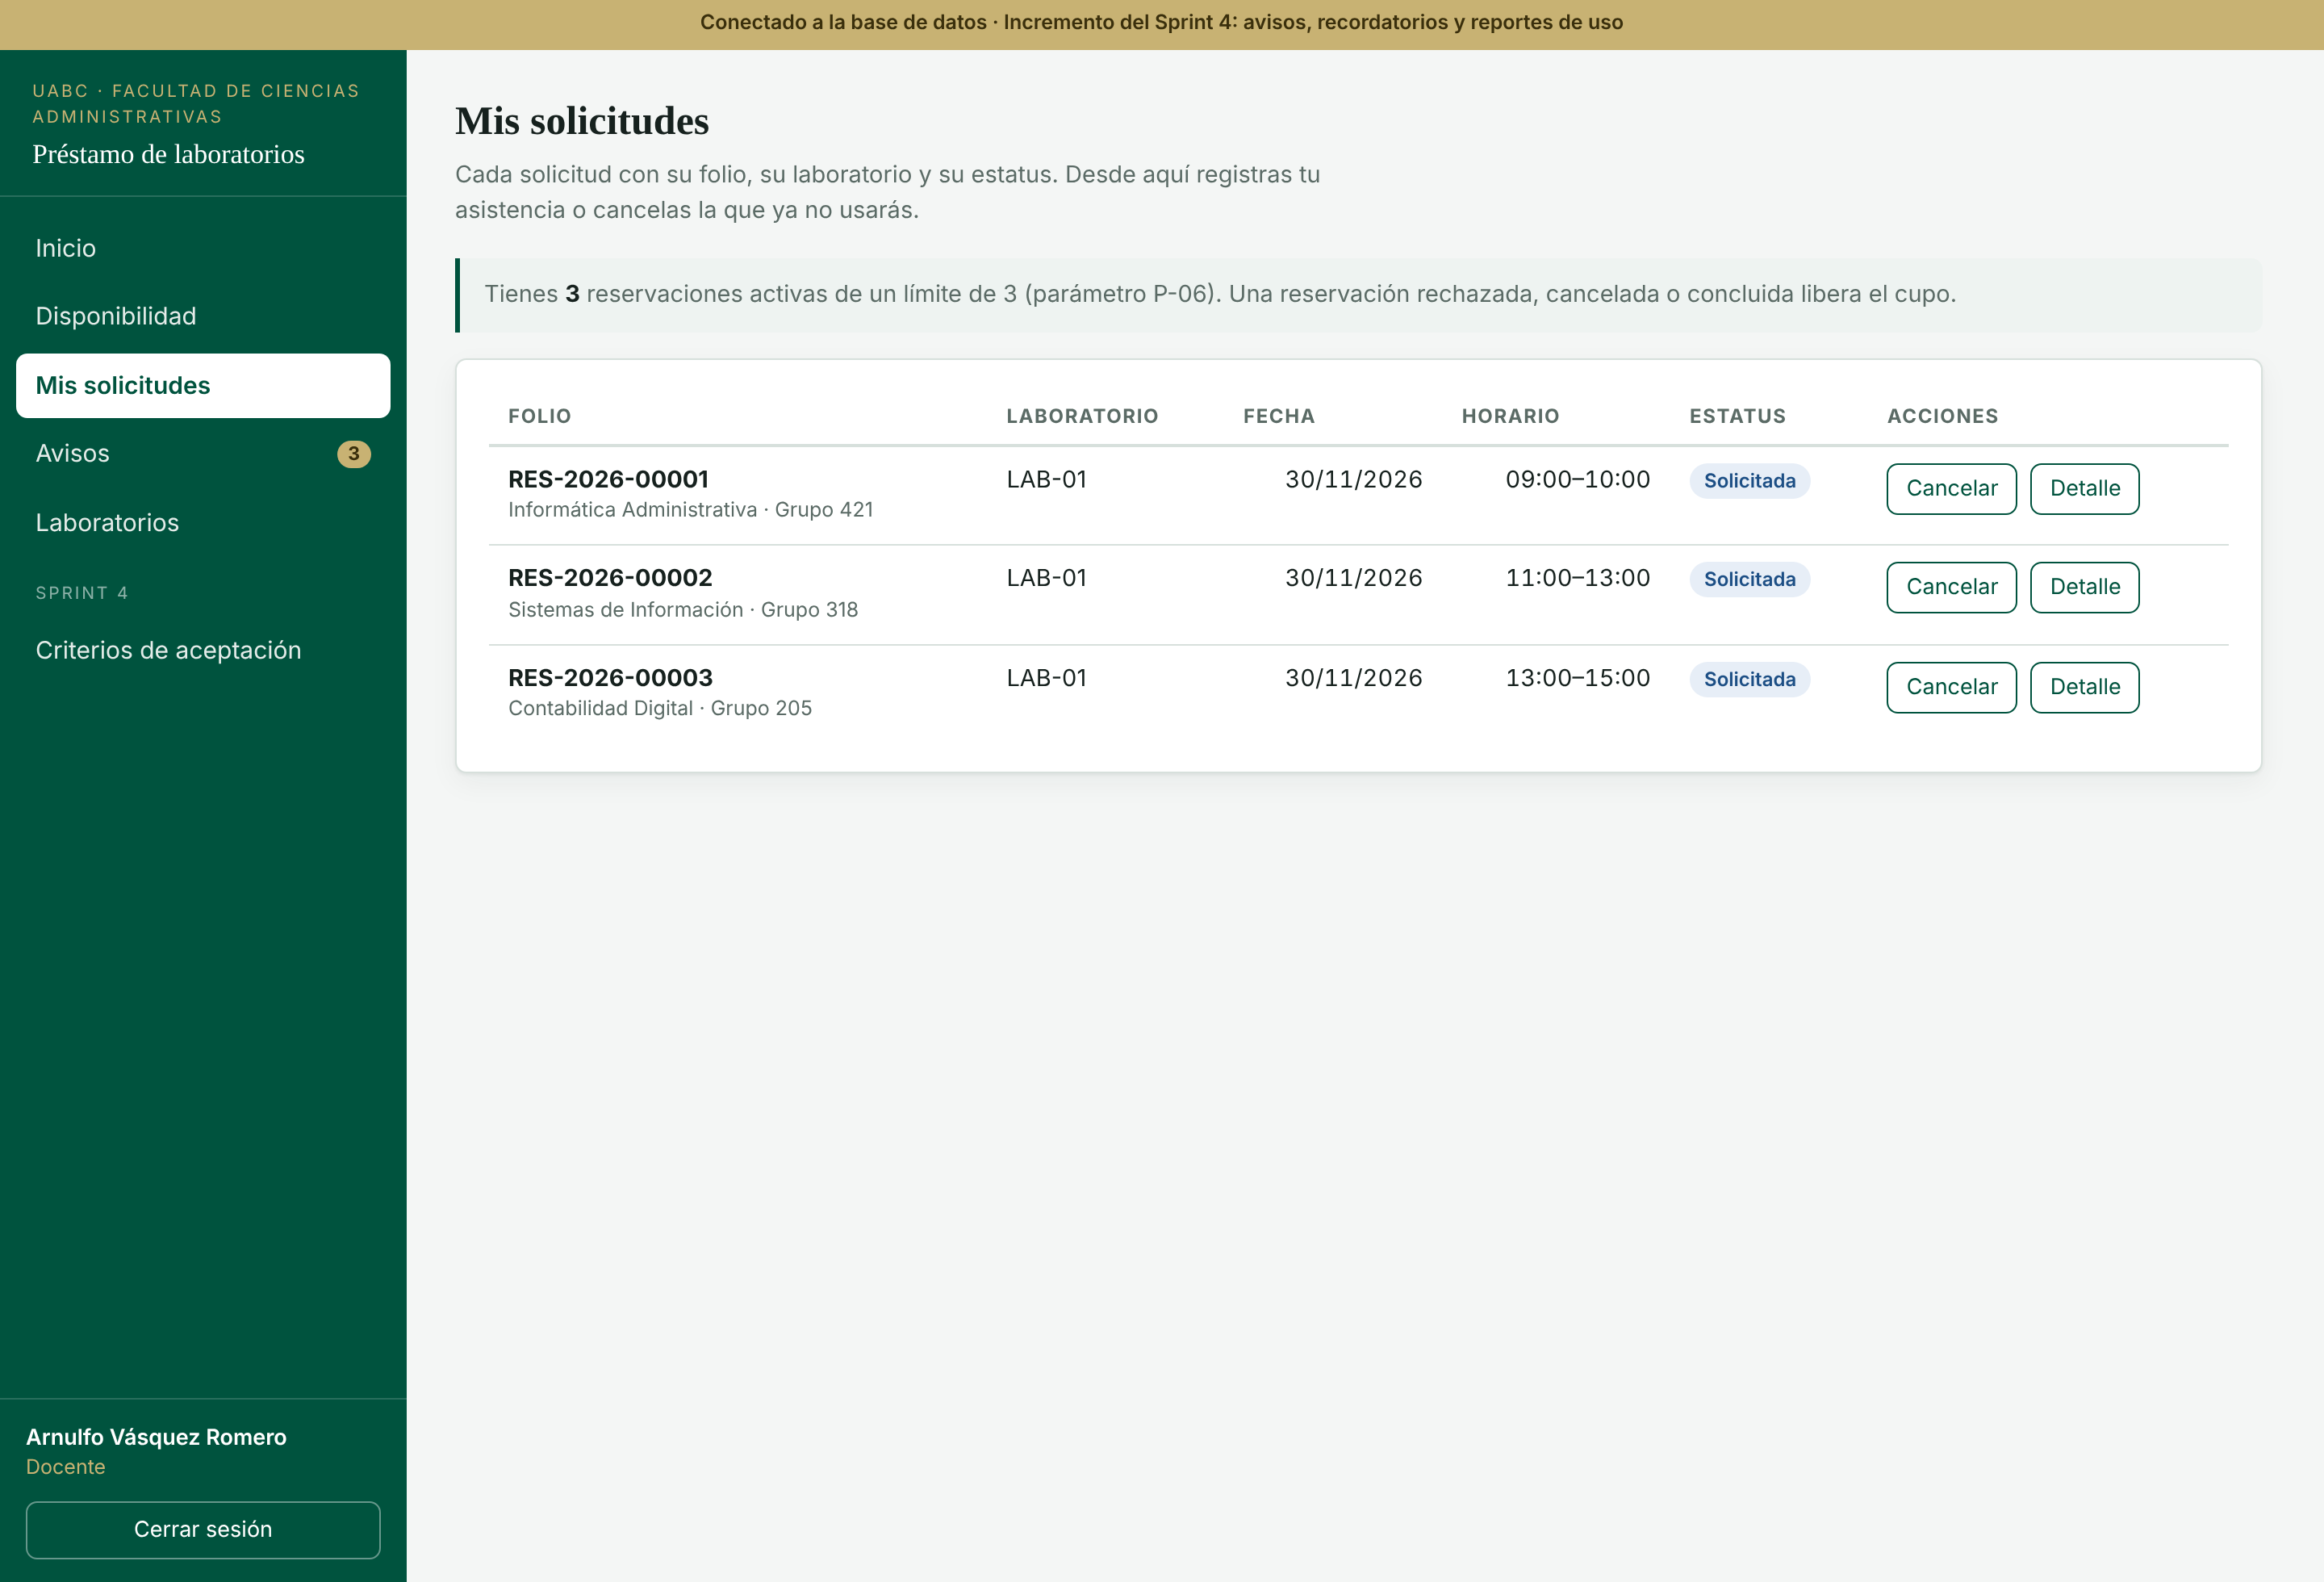 Conectado a la base de datos · Incremento del Sprint 4: avisos, recordatorios y reportes de uso
UABC · FACULTAD DE CIENCIAS
ADMINISTRATIVAS
Préstamo de laboratorios
Inicio
Disponibilidad
Mis solicitudes
Avisos 3
Laboratorios
SPRINT 4
Criterios de aceptación
Arnulfo Vásquez Romero
Docente
Cerrar sesión
Mis solicitudes
Cada solicitud con su folio, su laboratorio y su estatus. Desde aquí registras tu
asistencia o cancelas la que ya no usarás.
Tienes 3 reservaciones activas de un límite de 3 (parámetro P-06). Una reservación rechazada, cancelada o concluida libera el cupo.
FOLIO LABORATORIO FECHA HORARIO ESTATUS ACCIONES
RES-2026-00001 LAB-01 30/11/2026 09:00–10:00 Solicitada Cancelar Detalle
Informática Administrativa · Grupo 421
RES-2026-00002 LAB-01 30/11/2026 11:00–13:00 Solicitada Cancelar Detalle
Sistemas de Información · Grupo 318
RES-2026-00003 LAB-01 30/11/2026 13:00–15:00 Solicitada Cancelar Detalle
Contabilidad Digital · Grupo 205